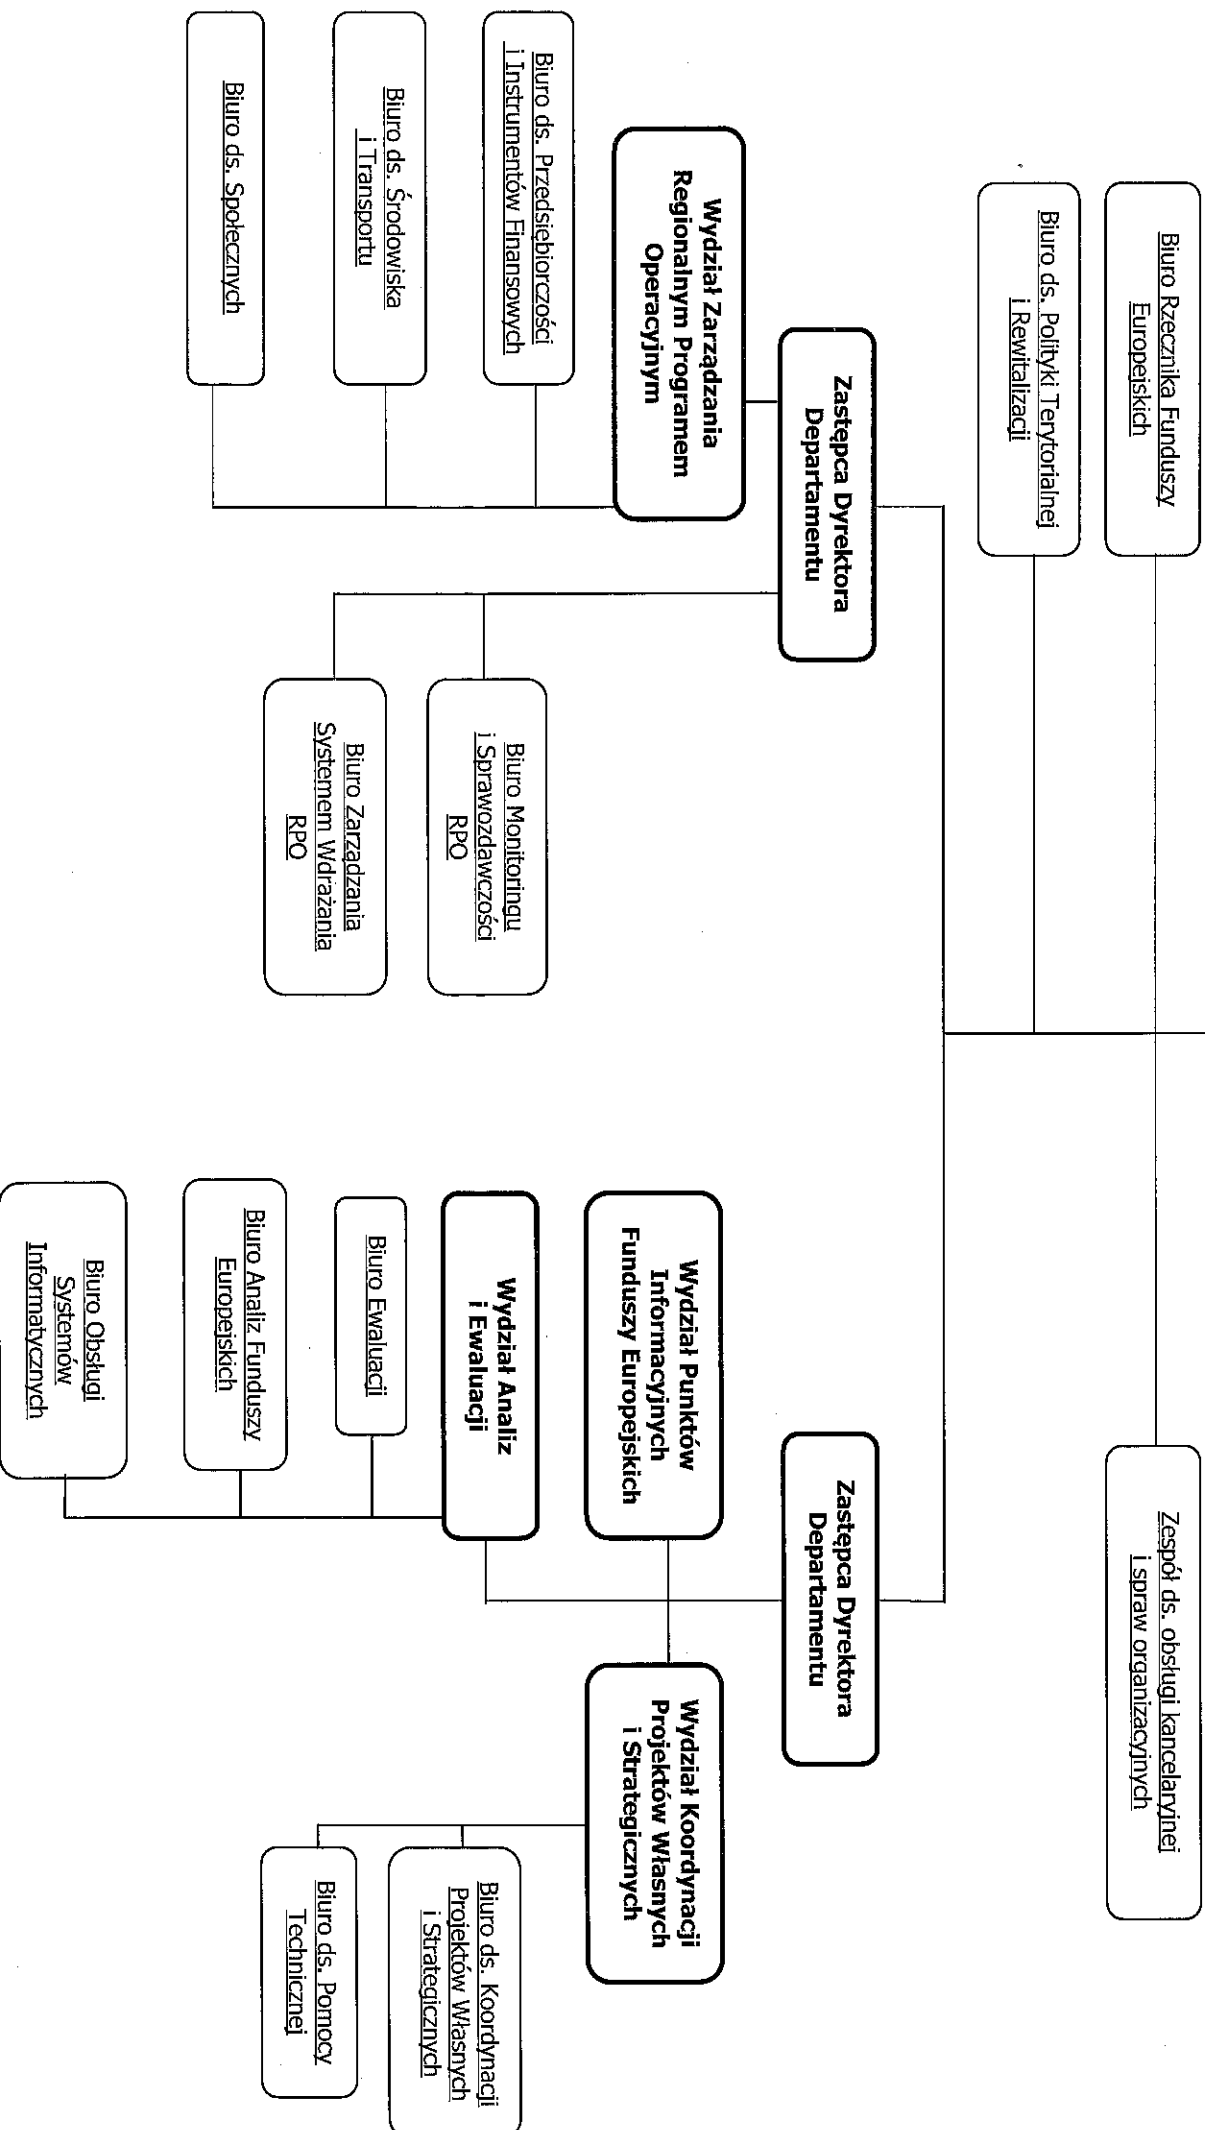 Biuro Rzecznika Funduszy
Europejskich
Zespół ds. obsługi kancelaryjnej
i spraw organizacyjnych
Biuro ds. Polityki Terytorialnej
i Rewitalizacji
Zastępca Dyrektora
Departamentu
Zastępca Dyrektora
Departamentu
Wydział Zarządzania
Regionalnym Programem
Operacyjnym
Wydział Punktów
Informacyjnych
Funduszy Europejskich
Wydział Koordynacji
Projektów Własnych
i Strategicznych
Biuro ds. Przedsiębiorczości
i Instrumentów Finansowych
Biuro Monitoringu
i Sprawozdawczości
RPO
Wydział Analiz
i Ewaluacji
Biuro ds. Koordynacji
Projektów Własnych
i Strategicznych
Biuro ds. Środowiska
i Transportu
Biuro Zarządzania
Systemem Wdrażania
RPO
Biuro Ewaluacji
Biuro ds. Pomocy
Technicznej
Biuro ds. Społecznych
Biuro Analiz Funduszy
Europejskich
Biuro Obsługi
Systemów
Informatycznych